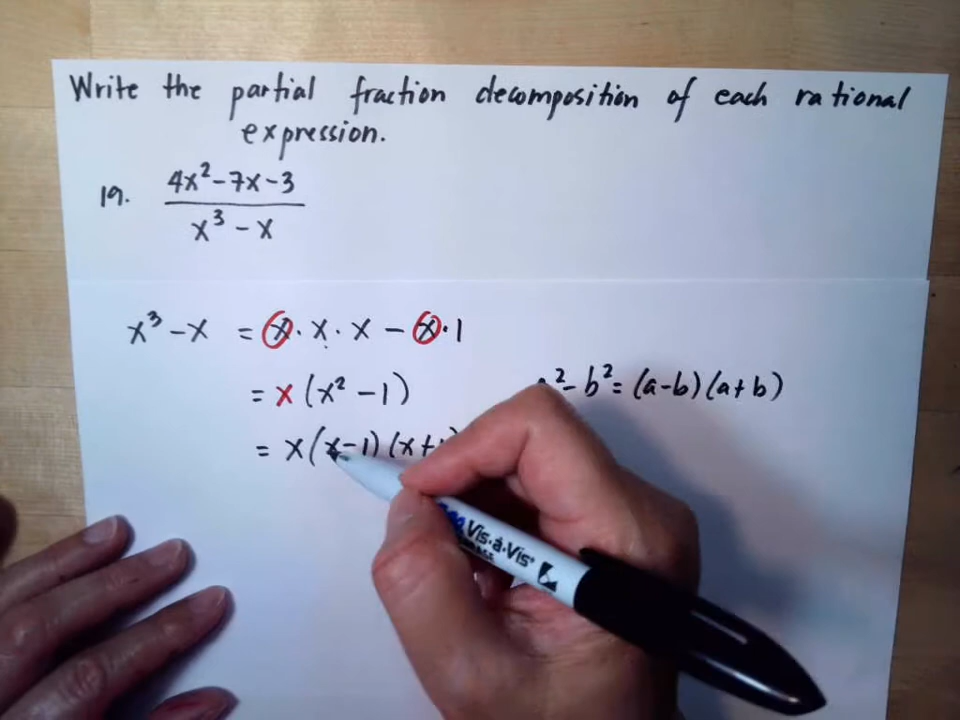 Write the partial fraction decomposition of each rational
expression.
19. 4x²-7x-3
x³-x
x³-x = x·x·x - x·1
= x(x²-1)
²-b²=(a-b)(a+b)
= x(x-1)(x+
Vis·à·Vis®